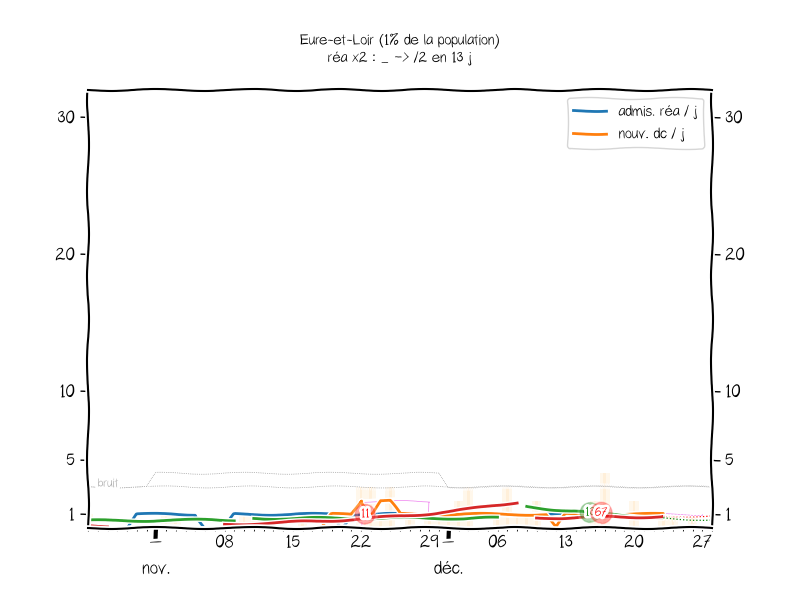 Eure-et-Loir (1% de la population)
réa x2 : _ -> /2 en 13 j
admis. réa / j
nouv. dc / j
30 30
20 20
10 10
5 5
bruit
1 1
11
67
08 15 22 29 06 13 20 27
nov. déc.